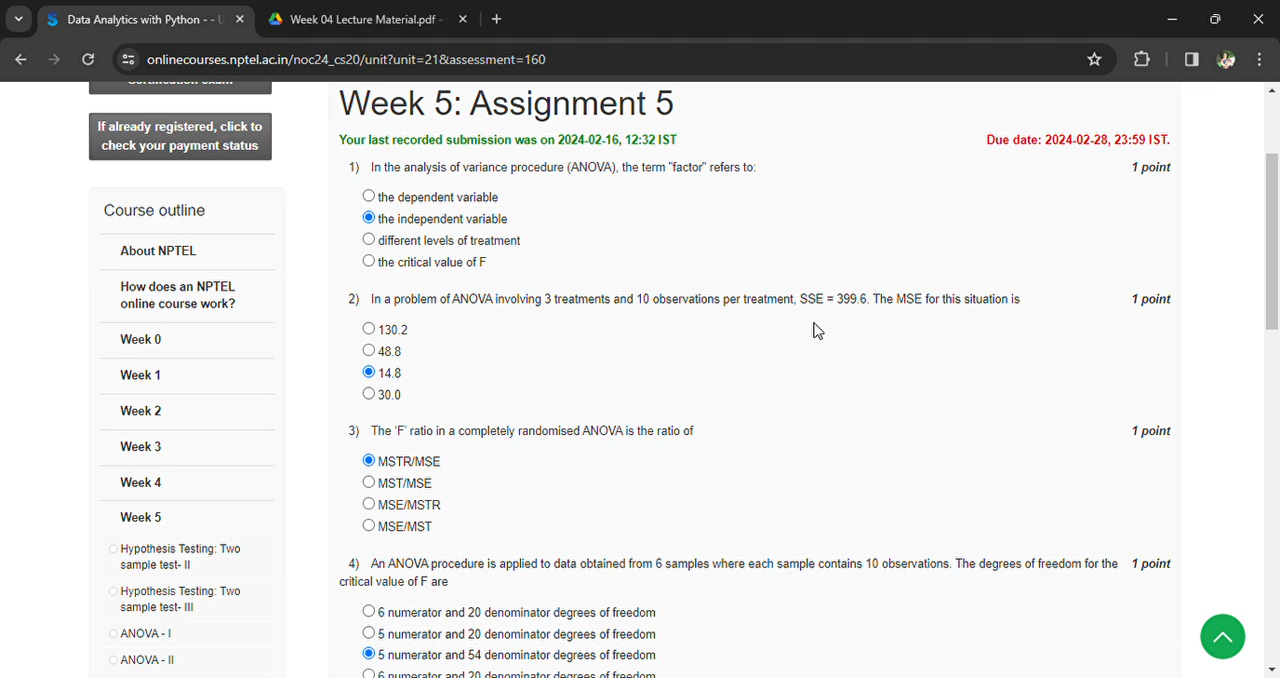 Data Analytics with Python - - U
Week 04 Lecture Material.pdf -
onlinecourses.nptel.ac.in/noc24_cs20/unit?unit=21&assessment=160
If already registered, click to
check your payment status
Course outline
About NPTEL
How does an NPTEL
online course work?
Week 0
Week 1
Week 2
Week 3
Week 4
Week 5
Hypothesis Testing: Two
sample test- II
Hypothesis Testing: Two
sample test- III
ANOVA - I
ANOVA - II
Week 5: Assignment 5
Your last recorded submission was on 2024-02-16, 12:32 IST
Due date: 2024-02-28, 23:59 IST.
1) In the analysis of variance procedure (ANOVA), the term "factor" refers to: 1 point
the dependent variable
the independent variable
different levels of treatment
the critical value of F
2) In a problem of ANOVA involving 3 treatments and 10 observations per treatment, SSE = 399.6. The MSE for this situation is 1 point
130.2
48.8
14.8
30.0
3) The 'F' ratio in a completely randomised ANOVA is the ratio of 1 point
MSTR/MSE
MST/MSE
MSE/MSTR
MSE/MST
4) An ANOVA procedure is applied to data obtained from 6 samples where each sample contains 10 observations. The degrees of freedom for the 1 point
critical value of F are
6 numerator and 20 denominator degrees of freedom
5 numerator and 20 denominator degrees of freedom
5 numerator and 54 denominator degrees of freedom
6 numerator and 20 denominator degrees of freedom